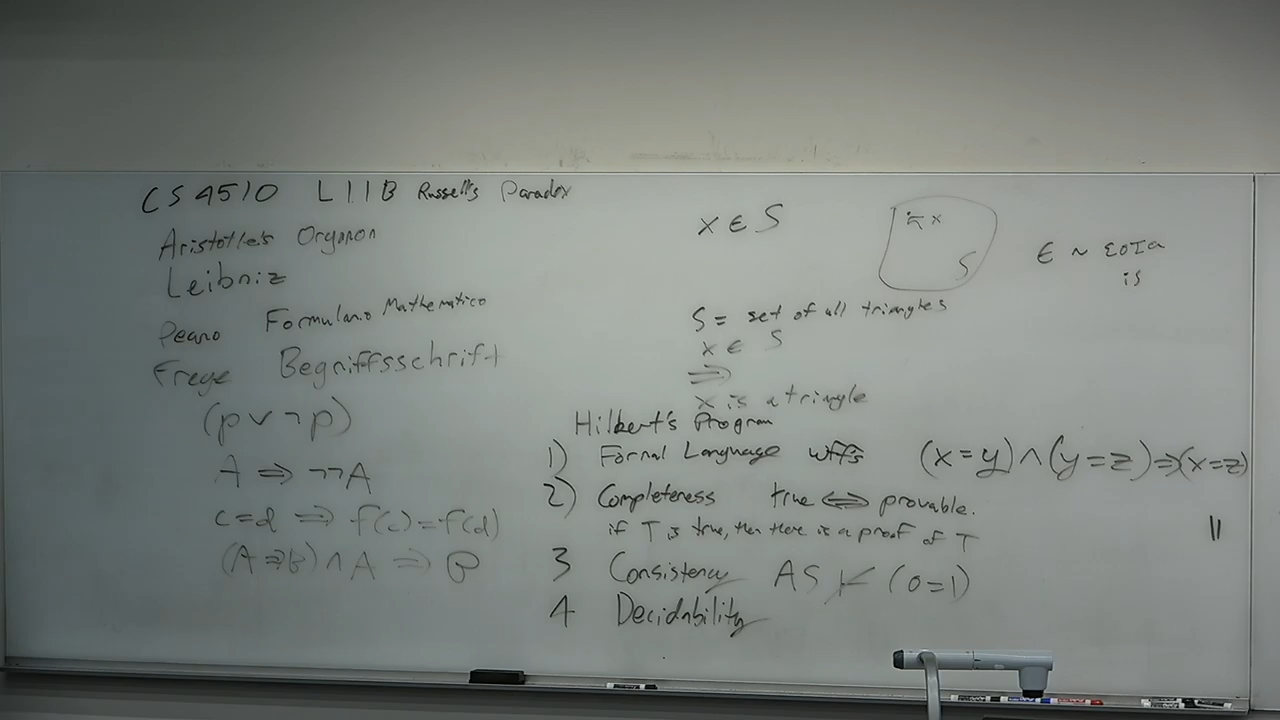 CS 4510 L11B Russell's Paradox
Aristotle's Organon
Leibniz
Peano Formulario Mathematico
Frege Begriffsschrift
(p ∨ ¬p)
A ⇒ ¬¬A
c=d ⇒ f(c)=f(d)
(A⇒B) ∧ A ⇒ B
x ∈ S
x
S
∈ ~ εOIa
is
S = set of all triangles
x ∈ S
⇒
x is a triangle
Hilbert's Program
1) Formal Language wffs (x=y)∧(y=z)⇒(x=z)
2) Completeness true ⇔ provable.
if T is true, then there is a proof of T
3 Consistency AS ⊬ (0=1)
4 Decidability